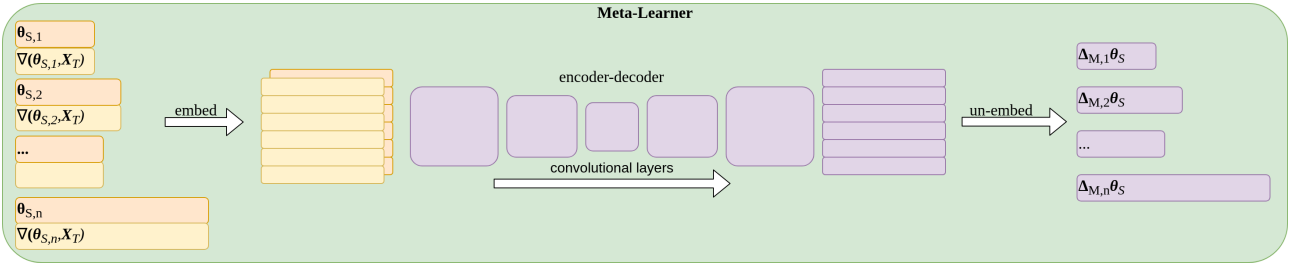 Meta-Learner
θS,1
∇(θS,1,XT)
θS,2
∇(θS,2,XT)
...
θS,n
∇(θS,n,XT)
embed
encoder-decoder
convolutional layers
un-embed
ΔM,1θS
ΔM,2θS
...
ΔM,nθS